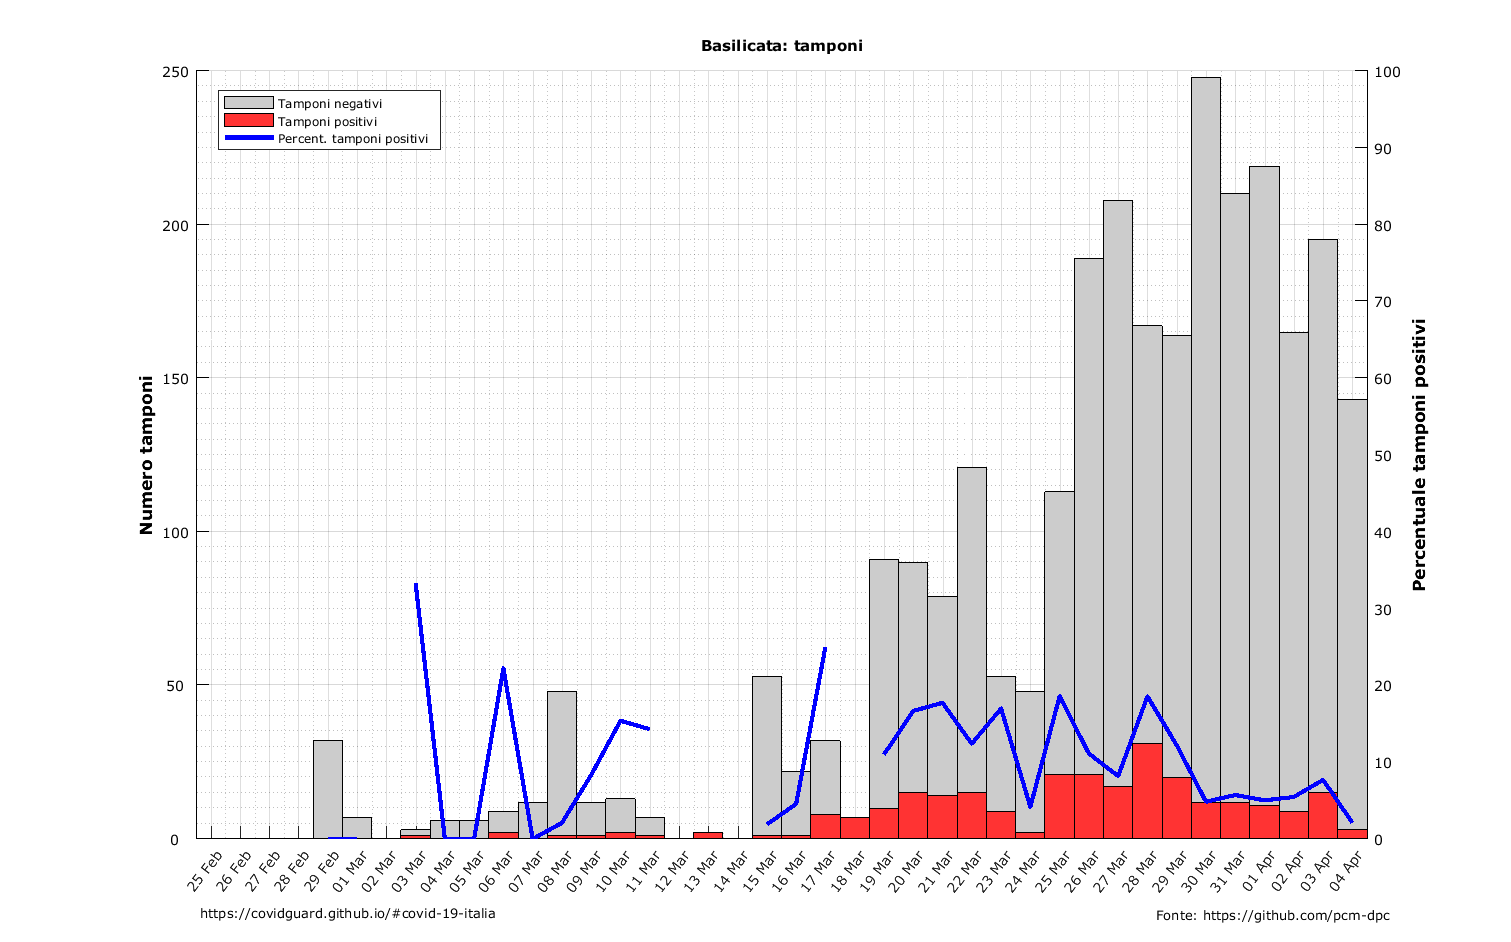 Basilicata: tamponi
Tamponi negativi
Tamponi positivi
Percent. tamponi positivi
Numero tamponi
250
200
150
100
50
0
Percentuale tamponi positivi
100
90
80
70
60
50
40
30
20
10
0
25 Feb
26 Feb
27 Feb
28 Feb
29 Feb
01 Mar
02 Mar
03 Mar
04 Mar
05 Mar
06 Mar
07 Mar
08 Mar
09 Mar
10 Mar
11 Mar
12 Mar
13 Mar
14 Mar
15 Mar
16 Mar
17 Mar
18 Mar
19 Mar
20 Mar
21 Mar
22 Mar
23 Mar
24 Mar
25 Mar
26 Mar
27 Mar
28 Mar
29 Mar
30 Mar
31 Mar
01 Apr
02 Apr
03 Apr
04 Apr
https://covidguard.github.io/#covid-19-italia
Fonte: https://github.com/pcm-dpc